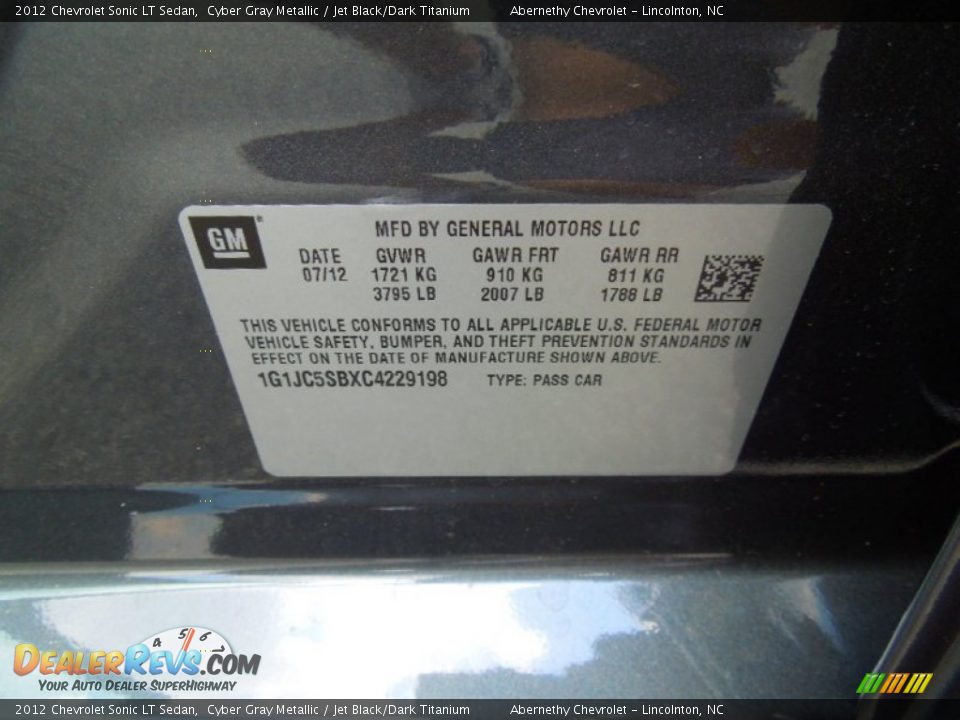 2012 Chevrolet Sonic LT Sedan,  Cyber Gray Metallic / Jet Black/Dark Titanium    Abernethy Chevrolet – Lincolnton, NC
GM
MFD BY GENERAL MOTORS LLC
DATE GVWR GAWR FRT GAWR RR
07/12 1721 KG 910 KG 811 KG
3795 LB 2007 LB 1788 LB
THIS VEHICLE CONFORMS TO ALL APPLICABLE U.S. FEDERAL MOTOR
VEHICLE SAFETY, BUMPER, AND THEFT PREVENTION STANDARDS IN
EFFECT ON THE DATE OF MANUFACTURE SHOWN ABOVE.
1G1JC5SBXC4229198 TYPE: PASS CAR
4 5 6
DEALERREVS.COM
YOUR AUTO DEALER SUPERHIGHWAY
2012 Chevrolet Sonic LT Sedan,  Cyber Gray Metallic / Jet Black/Dark Titanium    Abernethy Chevrolet – Lincolnton, NC